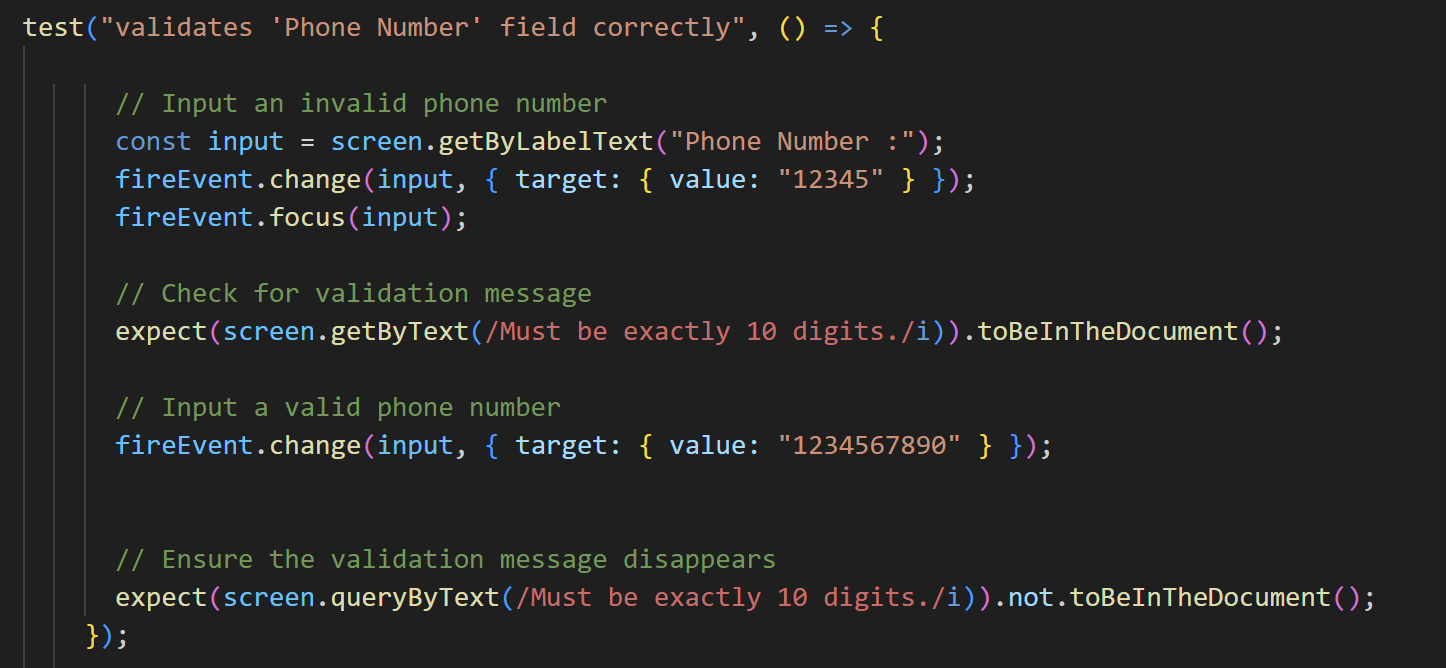 test("validates 'Phone Number' field correctly", () => {
// Input an invalid phone number
const input = screen.getByLabelText("Phone Number :");
fireEvent.change(input, { target: { value: "12345" } });
fireEvent.focus(input);
// Check for validation message
expect(screen.getByText(/Must be exactly 10 digits./i)).toBeInTheDocument();
// Input a valid phone number
fireEvent.change(input, { target: { value: "1234567890" } });
// Ensure the validation message disappears
expect(screen.queryByText(/Must be exactly 10 digits./i)).not.toBeInTheDocument();
});